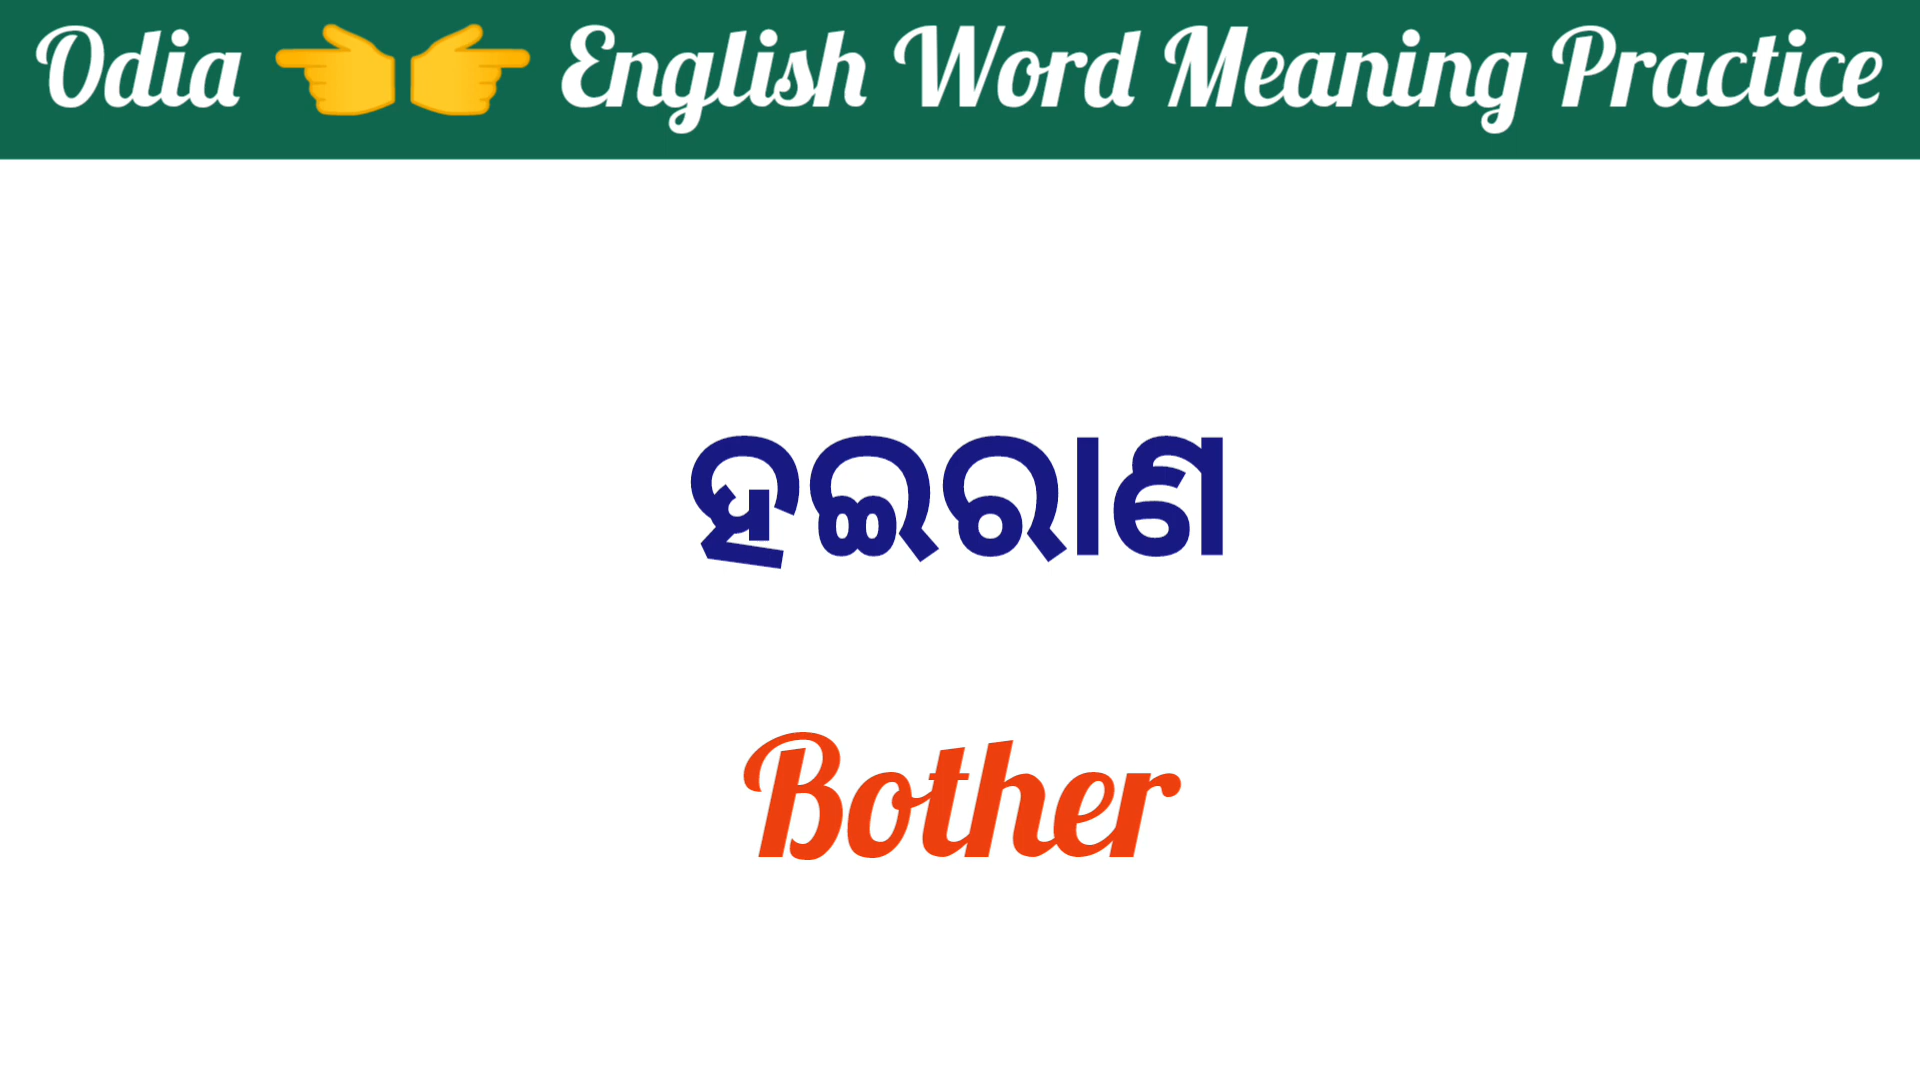 Odia 👈👉 English Word Meaning Practice
ହଇରାଣ
Bother